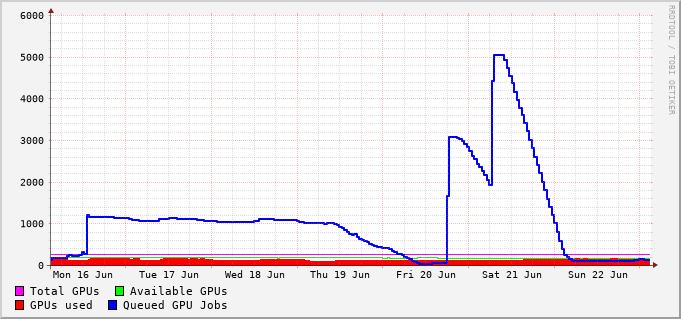 6000
5000
4000
3000
2000
1000
0
Mon 16 Jun Tue 17 Jun Wed 18 Jun Thu 19 Jun Fri 20 Jun Sat 21 Jun Sun 22 Jun
Total GPUs Available GPUs
GPUs used Queued GPU Jobs
RRDTOOL / TOBI OETIKER